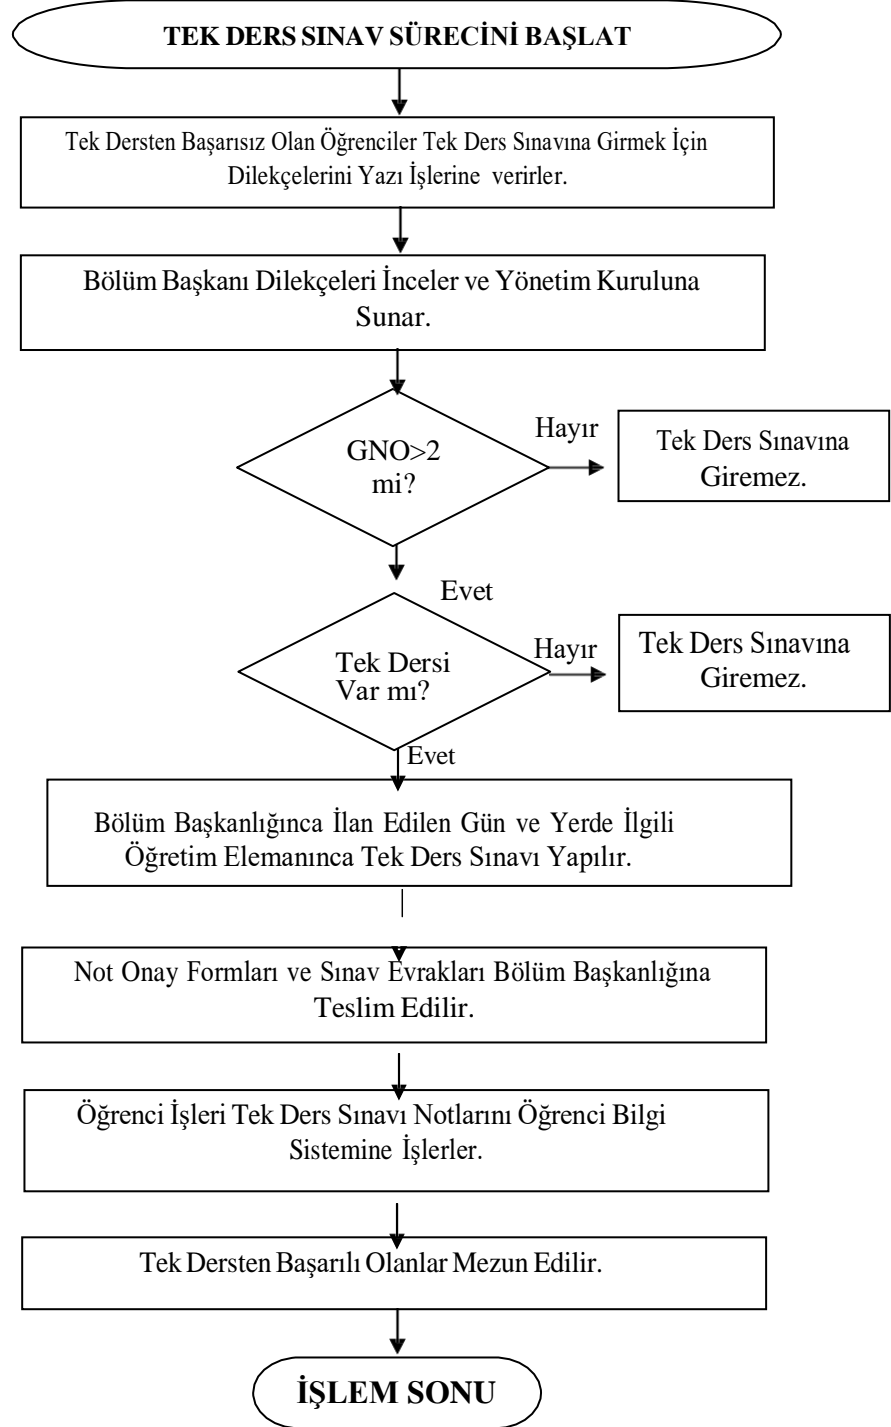 TEK DERS SINAV SÜRECİNİ BAŞLAT
Tek Dersten Başarısız Olan Öğrenciler Tek Ders Sınavına Girmek İçin
Dilekçelerini Yazı İşlerine verirler.
Bölüm Başkanı Dilekçeleri İnceler ve Yönetim Kuruluna
Sunar.
GNO>2
mi?
Hayır
Tek Ders Sınavına
Giremez.
Evet
Tek Dersi
Var mı?
Hayır
Tek Ders Sınavına
Giremez.
Evet
Bölüm Başkanlığınca İlan Edilen Gün ve Yerde İlgili
Öğretim Elemanınca Tek Ders Sınavı Yapılır.
Not Onay Formları ve Sınav Evrakları Bölüm Başkanlığına
Teslim Edilir.
Öğrenci İşleri Tek Ders Sınavı Notlarını Öğrenci Bilgi
Sistemine İşlerler.
Tek Dersten Başarılı Olanlar Mezun Edilir.
İŞLEM SONU